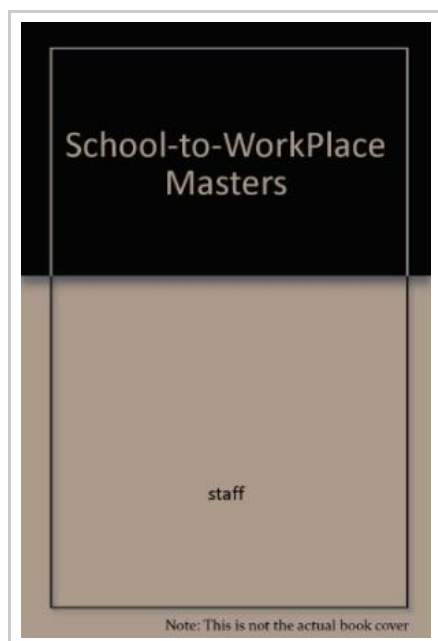 School-to-WorkPlace
Masters
staff
Note: This is not the actual book cover